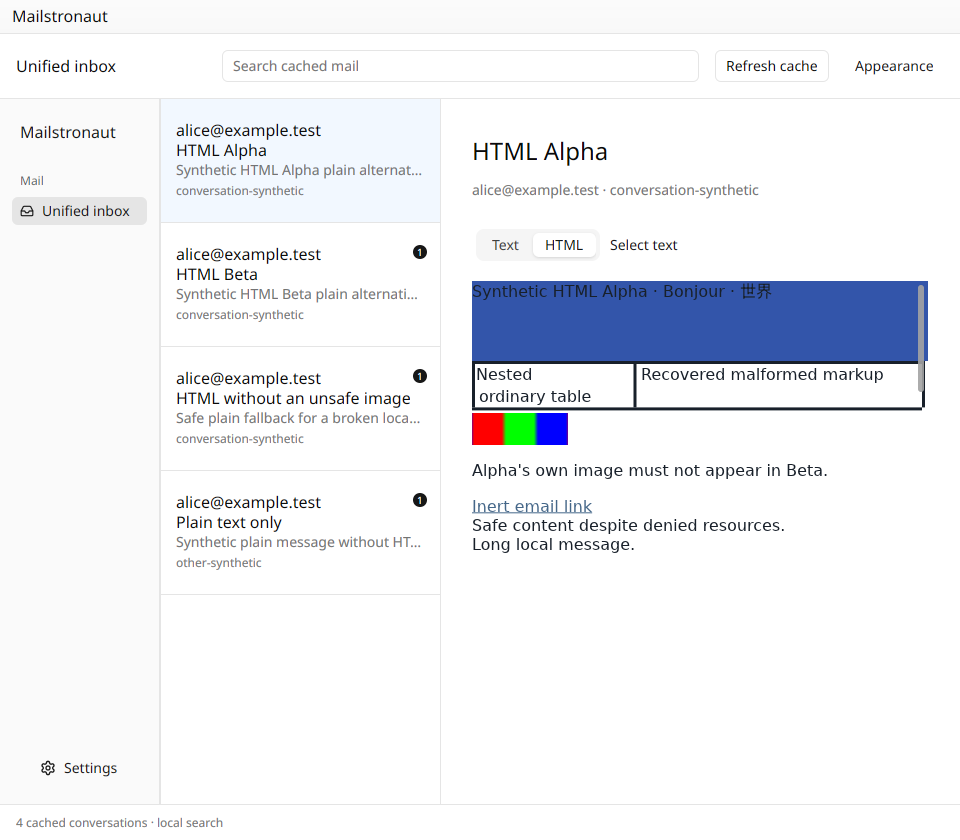 Mailstronaut
Unified inbox
Search cached mail
Refresh cache
Appearance
Mailstronaut
Mail
Unified inbox
Settings
alice@example.test
HTML Alpha
Synthetic HTML Alpha plain alternat...
conversation-synthetic
alice@example.test
1
HTML Beta
Synthetic HTML Beta plain alternati...
conversation-synthetic
alice@example.test
1
HTML without an unsafe image
Safe plain fallback for a broken loca...
conversation-synthetic
alice@example.test
1
Plain text only
Synthetic plain message without HT...
other-synthetic
HTML Alpha
alice@example.test · conversation-synthetic
Text
HTML
Select text
Synthetic HTML Alpha · Bonjour · 世界
Nested
ordinary table
Recovered malformed markup
Alpha's own image must not appear in Beta.
Inert email link
Safe content despite denied resources.
Long local message.
4 cached conversations · local search